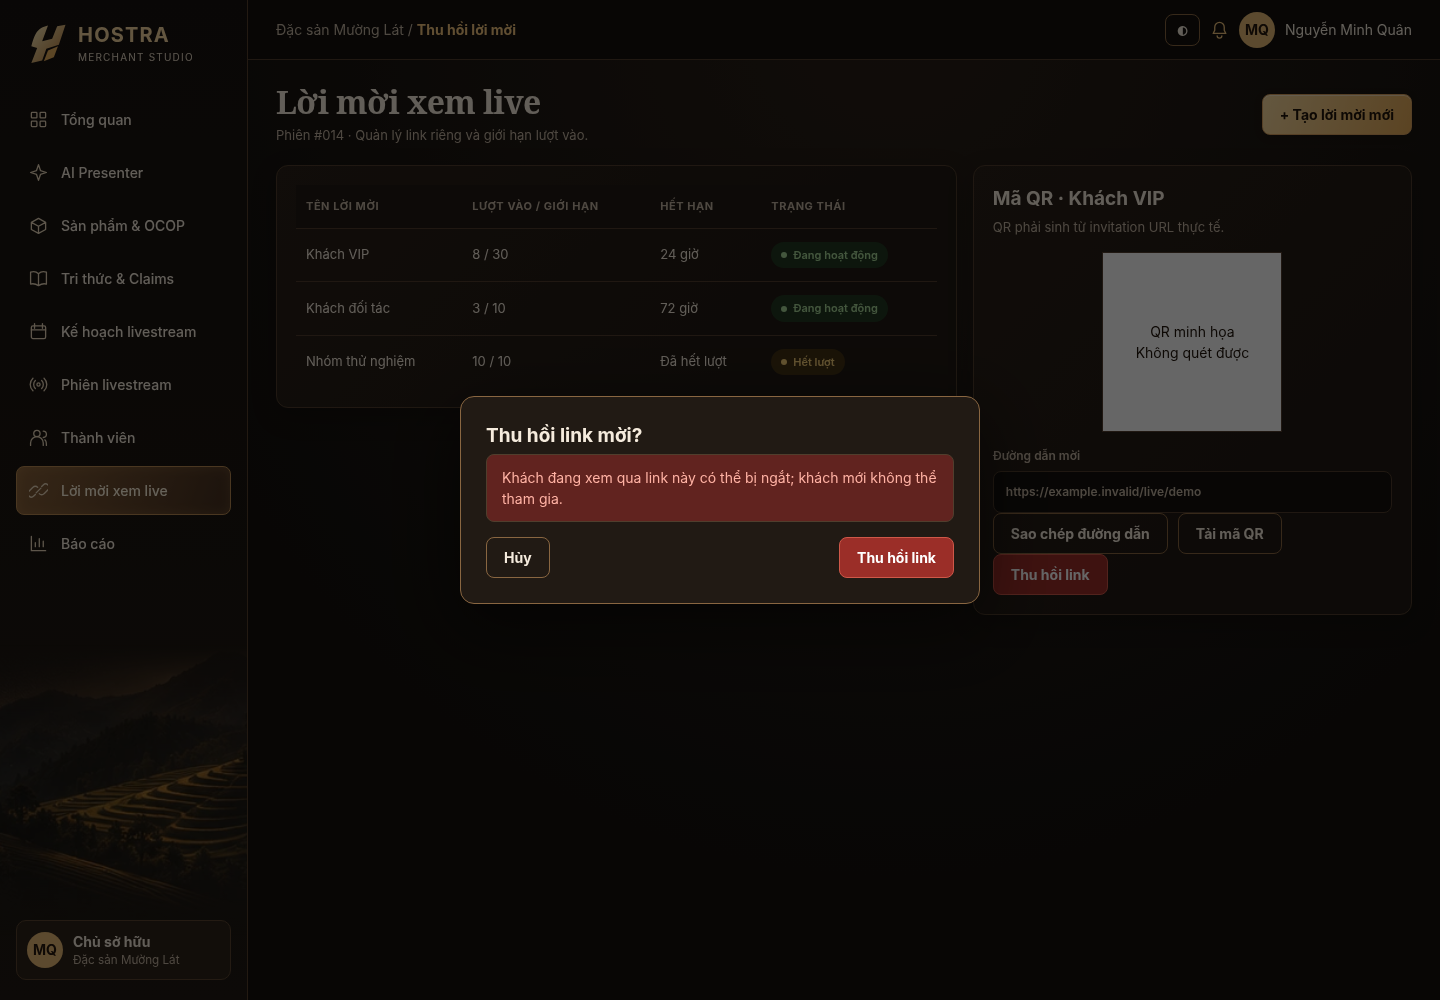 HOSTRA
MERCHANT STUDIO
Tổng quan
AI Presenter
Sản phẩm & OCOP
Tri thức & Claims
Kế hoạch livestream
Phiên livestream
Thành viên
Lời mời xem live
Báo cáo
MQ
Chủ sở hữu
Đặc sản Mường Lát
Đặc sản Mường Lát / Thu hồi lời mời
MQ Nguyễn Minh Quân
Lời mời xem live
Phiên #014 · Quản lý link riêng và giới hạn lượt vào.
+ Tạo lời mời mới
TÊN LỜI MỜI LƯỢT VÀO / GIỚI HẠN HẾT HẠN TRẠNG THÁI
Khách VIP 8 / 30 24 giờ Đang hoạt động
Khách đối tác 3 / 10 72 giờ Đang hoạt động
Nhóm thử nghiệm 10 / 10 Đã hết lượt Hết lượt
Mã QR · Khách VIP
QR phải sinh từ invitation URL thực tế.
QR minh họa
Không quét được
Đường dẫn mời
https://example.invalid/live/demo
Sao chép đường dẫn Tải mã QR
Thu hồi link
Thu hồi link mời?
Khách đang xem qua link này có thể bị ngắt; khách mới không thể
tham gia.
Hủy Thu hồi link